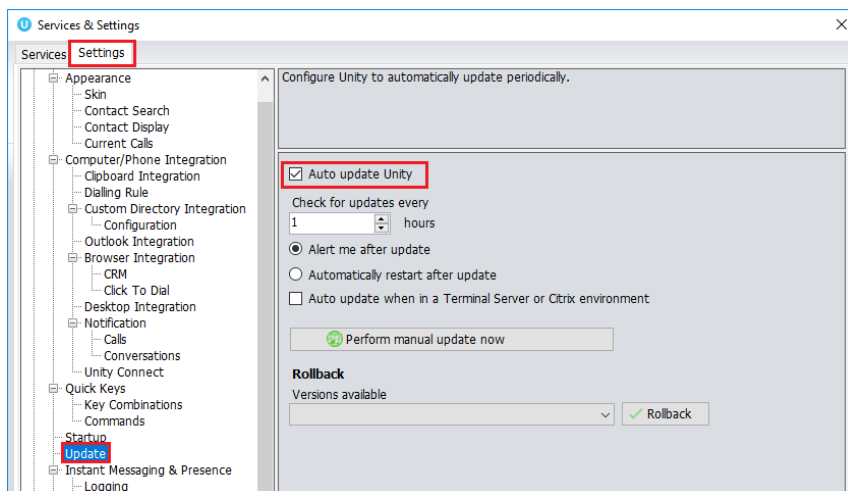 Services & Settings
Services
Settings
Appearance
Skin
Contact Search
Contact Display
Current Calls
Computer/Phone Integration
Clipboard Integration
Dialling Rule
Custom Directory Integration
Configuration
Outlook Integration
Browser Integration
CRM
Click To Dial
Desktop Integration
Notification
Calls
Conversations
Unity Connect
Quick Keys
Key Combinations
Commands
Startup
Update
Instant Messaging & Presence
Logging
Configure Unity to automatically update periodically.
Auto update Unity
Check for updates every
1 hours
Alert me after update
Automatically restart after update
Auto update when in a Terminal Server or Citrix environment
Perform manual update now
Rollback
Versions available
Rollback